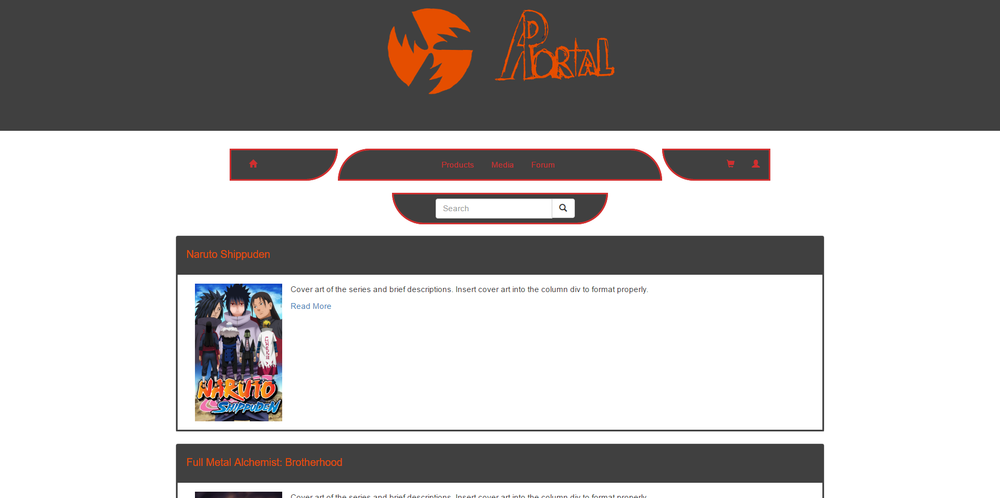 AD PORTAL
Products Media Forum
Search
Naruto Shippuden
Cover art of the series and brief descriptions. Insert cover art into the column div to format properly.
Read More
NARUTO
SHIPPUDEN
Full Metal Alchemist: Brotherhood
Cover art of the series and brief descriptions. Insert cover art into the column div to format properly.